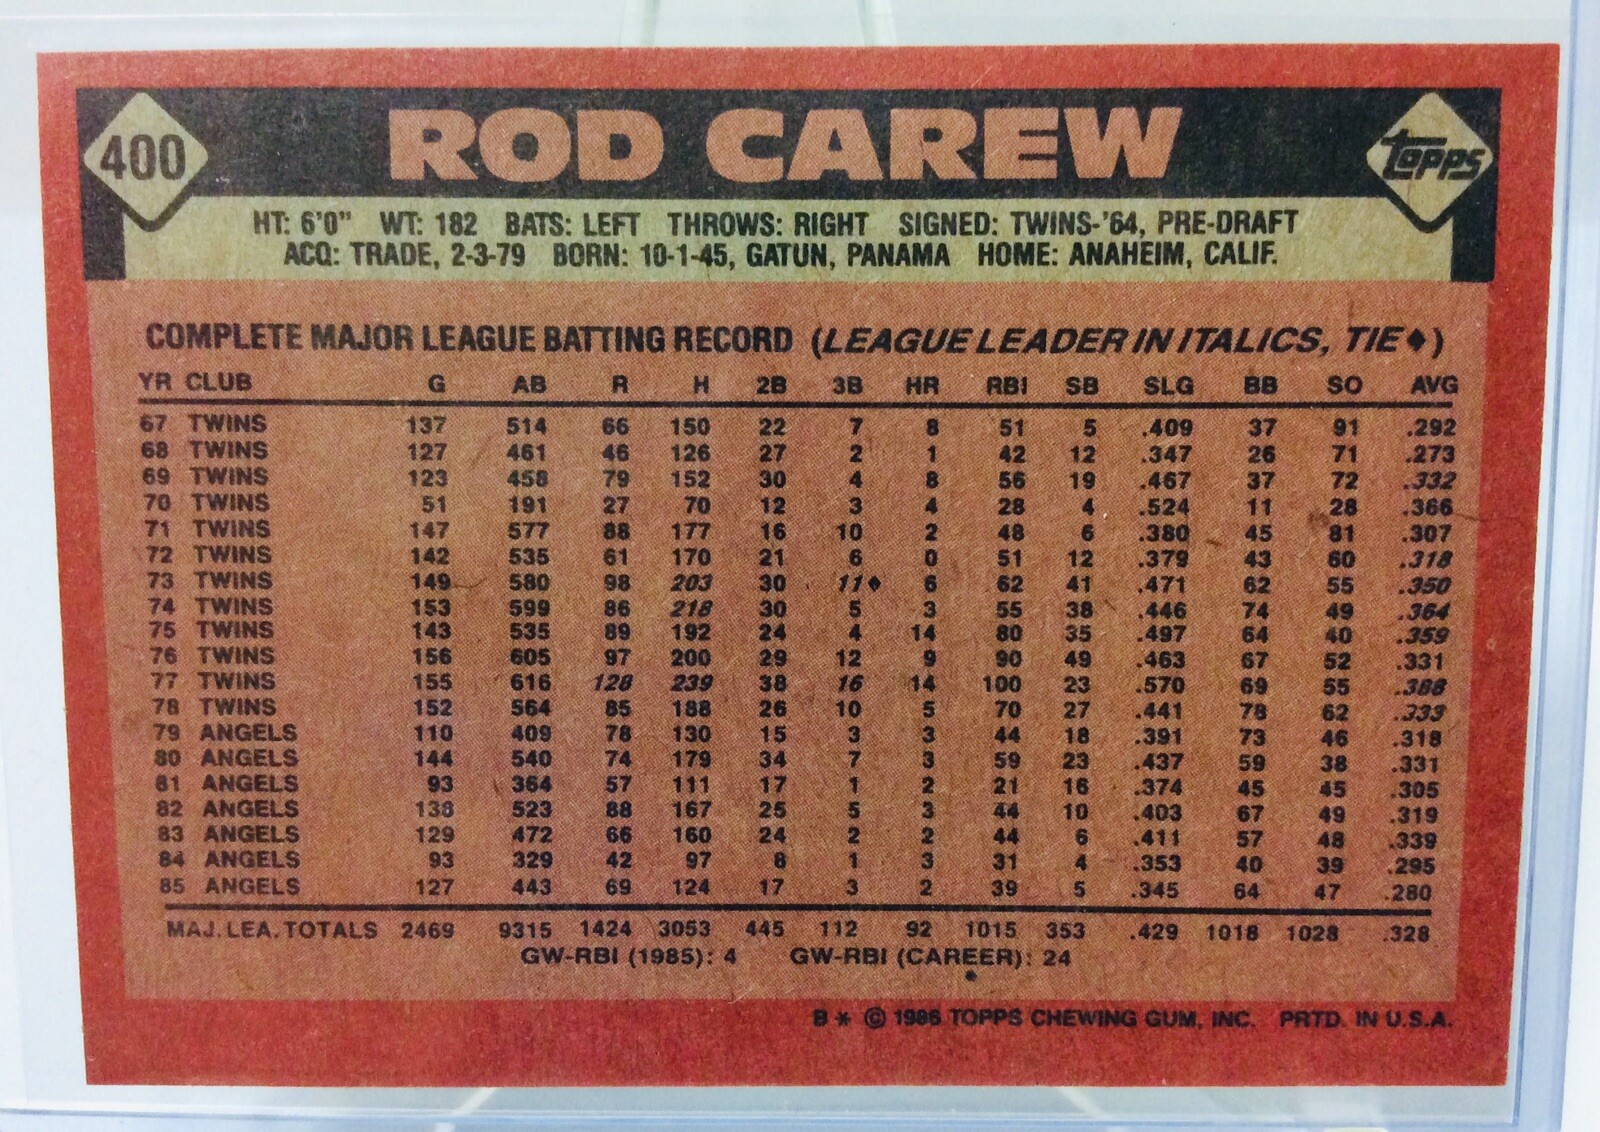 400 ROD CAREW Topps
HT: 6'0" WT: 182 BATS: LEFT THROWS: RIGHT SIGNED: TWINS-'64, PRE-DRAFT
ACQ: TRADE, 2-3-79 BORN: 10-1-45, GATUN, PANAMA HOME: ANAHEIM, CALIF.
COMPLETE MAJOR LEAGUE BATTING RECORD (LEAGUE LEADER IN ITALICS, TIE♦)
YR CLUB G AB R H 2B 3B HR RBI SB SLG BB SO AVG
67 TWINS 137 514 66 150 22 7 8 51 5 .409 37 91 .292
68 TWINS 127 461 46 126 27 2 1 42 12 .347 26 71 .273
69 TWINS 123 458 79 152 30 4 8 56 19 .467 37 72 .332
70 TWINS 51 191 27 70 12 3 4 28 4 .524 11 28 .366
71 TWINS 147 577 88 177 16 10 2 48 6 .380 45 81 .307
72 TWINS 142 535 61 170 21 6 0 51 12 .379 43 60 .318
73 TWINS 149 580 98 203 30 11♦ 6 62 41 .471 62 55 .350
74 TWINS 153 599 86 218 30 5 3 55 38 .446 74 49 .364
75 TWINS 143 535 89 192 24 4 14 80 35 .497 64 40 .359
76 TWINS 156 605 97 200 29 12 9 90 49 .463 67 52 .331
77 TWINS 155 616 128 239 38 16 14 100 23 .570 69 55 .388
78 TWINS 152 564 85 188 26 10 5 70 27 .441 78 62 .333
79 ANGELS 110 409 78 130 15 3 3 44 18 .391 73 46 .318
80 ANGELS 144 540 74 179 34 7 3 59 23 .437 59 38 .331
81 ANGELS 93 364 57 111 17 1 2 21 16 .374 45 45 .305
82 ANGELS 138 523 88 167 25 5 3 44 10 .403 67 49 .319
83 ANGELS 129 472 66 160 24 2 2 44 6 .411 57 48 .339
84 ANGELS 93 329 42 97 8 1 3 31 4 .353 40 39 .295
85 ANGELS 127 443 69 124 17 3 2 39 5 .345 64 47 .280
MAJ. LEA. TOTALS 2469 9315 1424 3053 445 112 92 1015 353 .429 1018 1028 .328
GW-RBI (1985): 4 GW-RBI (CAREER): 24
B * © 1986 TOPPS CHEWING GUM, INC. PRTD. IN U.S.A.